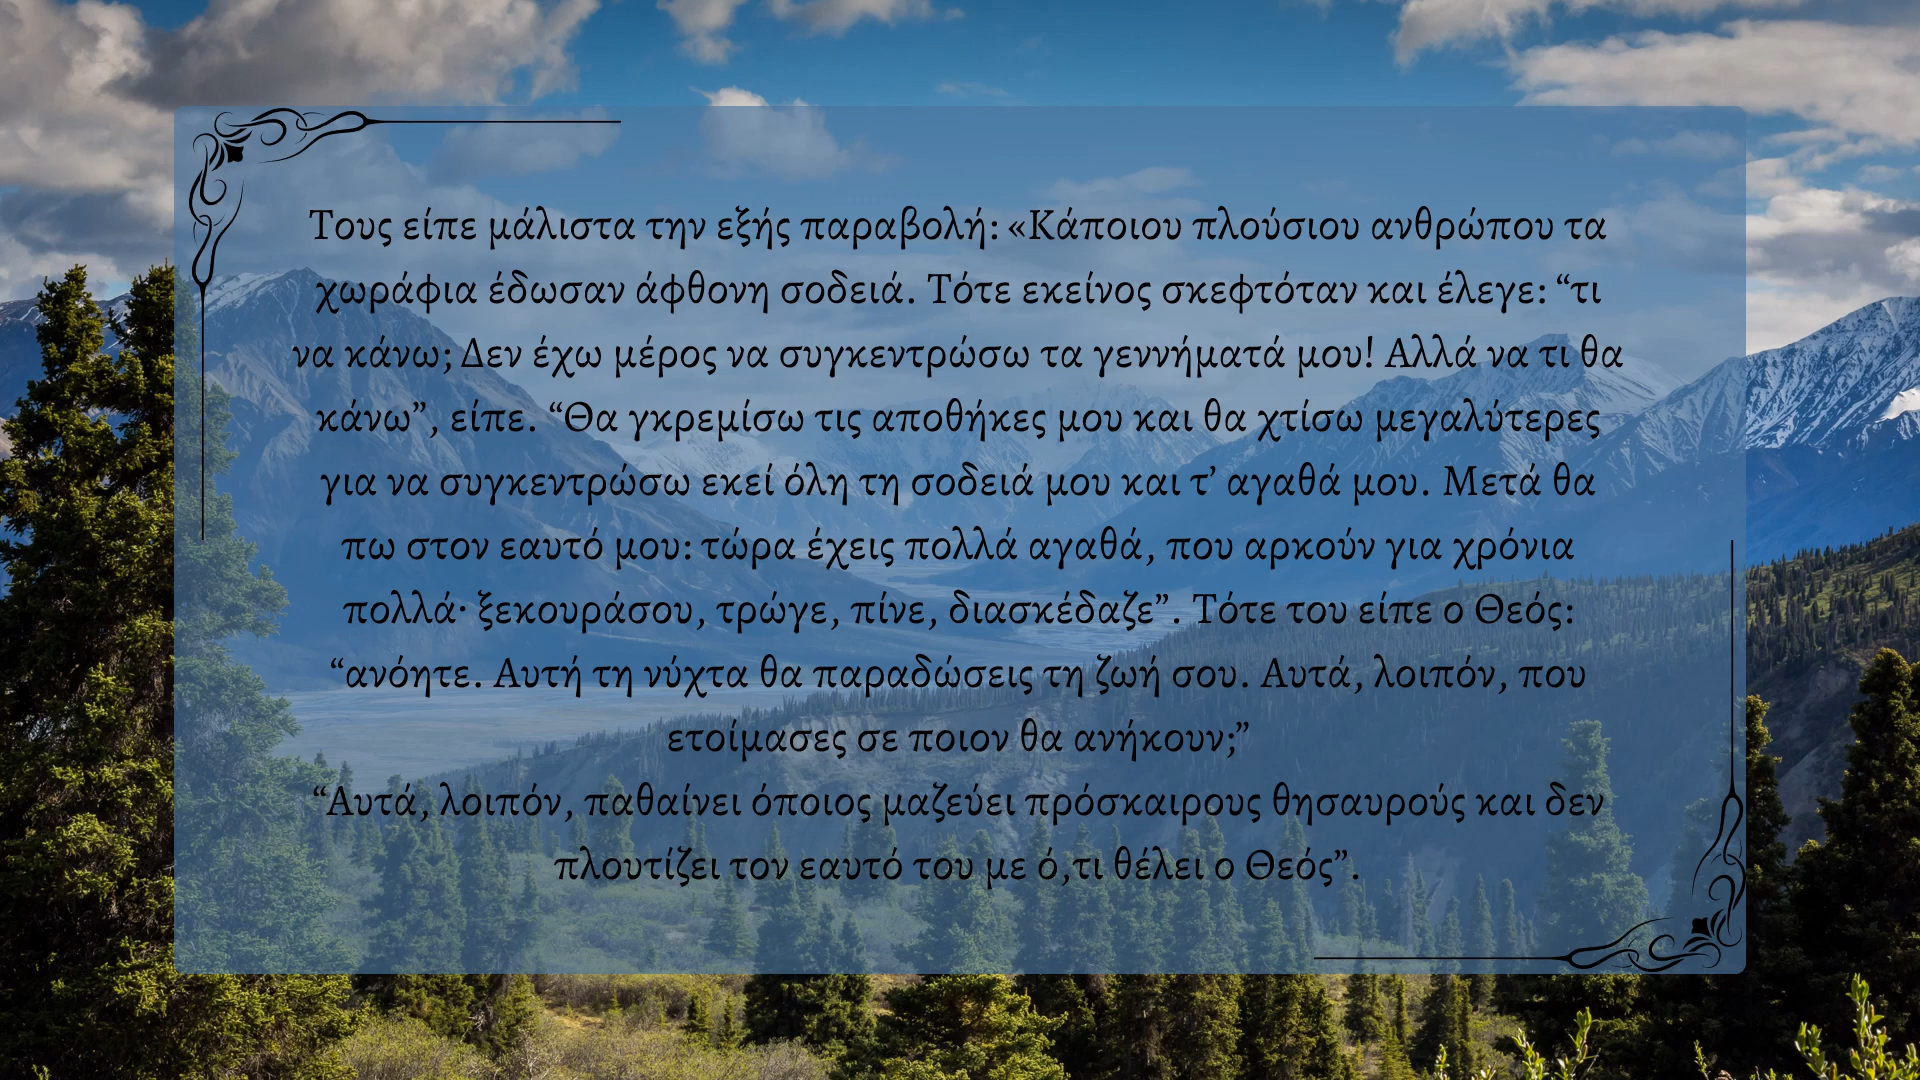 Τους είπε μάλιστα την εξής παραβολή: «Κάποιου πλούσιου ανθρώπου τα
χωράφια έδωσαν άφθονη σοδειά. Τότε εκείνος σκεφτόταν και έλεγε: “τι
να κάνω; Δεν έχω μέρος να συγκεντρώσω τα γεννήματά μου! Αλλά να τι θα
κάνω”, είπε. “Θα γκρεμίσω τις αποθήκες μου και θα χτίσω μεγαλύτερες
για να συγκεντρώσω εκεί όλη τη σοδειά μου και τ’ αγαθά μου. Μετά θα
πω στον εαυτό μου: τώρα έχεις πολλά αγαθά, που αρκούν για χρόνια
πολλά· ξεκουράσου, τρώγε, πίνε, διασκέδαζε”. Τότε του είπε ο Θεός:
“ανόητε. Αυτή τη νύχτα θα παραδώσεις τη ζωή σου. Αυτά, λοιπόν, που
ετοίμασες σε ποιον θα ανήκουν;”
“Αυτά, λοιπόν, παθαίνει όποιος μαζεύει πρόσκαιρους θησαυρούς και δεν
πλουτίζει τον εαυτό του με ό,τι θέλει ο Θεός”.